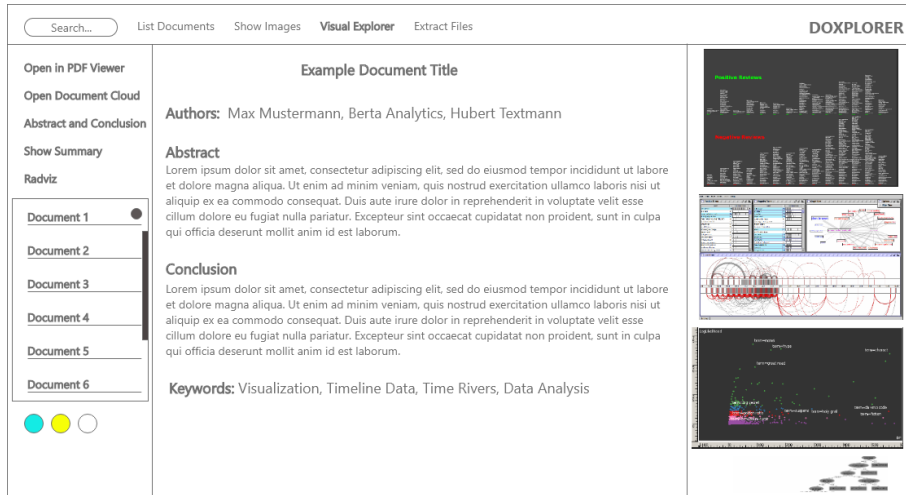 Search...
List Documents
Show Images
Visual Explorer
Extract Files
DOXPLORER
Open in PDF Viewer
Open Document Cloud
Abstract and Conclusion
Show Summary
Radviz
Document 1
Document 2
Document 3
Document 4
Document 5
Document 6
Example Document Title
Authors: Max Mustermann, Berta Analytics, Hubert Textmann
Abstract
Lorem ipsum dolor sit amet, consectetur adipiscing elit, sed do eiusmod tempor incididunt ut labore
et dolore magna aliqua. Ut enim ad minim veniam, quis nostrud exercitation ullamco laboris nisi ut
aliquip ex ea commodo consequat. Duis aute irure dolor in reprehenderit in voluptate velit esse
cillum dolore eu fugiat nulla pariatur. Excepteur sint occaecat cupidatat non proident, sunt in culpa
qui officia deserunt mollit anim id est laborum.
Conclusion
Lorem ipsum dolor sit amet, consectetur adipiscing elit, sed do eiusmod tempor incididunt ut labore
et dolore magna aliqua. Ut enim ad minim veniam, quis nostrud exercitation ullamco laboris nisi ut
aliquip ex ea commodo consequat. Duis aute irure dolor in reprehenderit in voluptate velit esse
cillum dolore eu fugiat nulla pariatur. Excepteur sint occaecat cupidatat non proident, sunt in culpa
qui officia deserunt mollit anim id est laborum.
Keywords: Visualization, Timeline Data, Time Rivers, Data Analysis
Positive Reviews